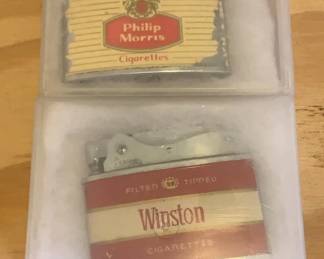 Philip
Morris
Cigarettes
FILTER TIPPED
Winston
CIGARETTES